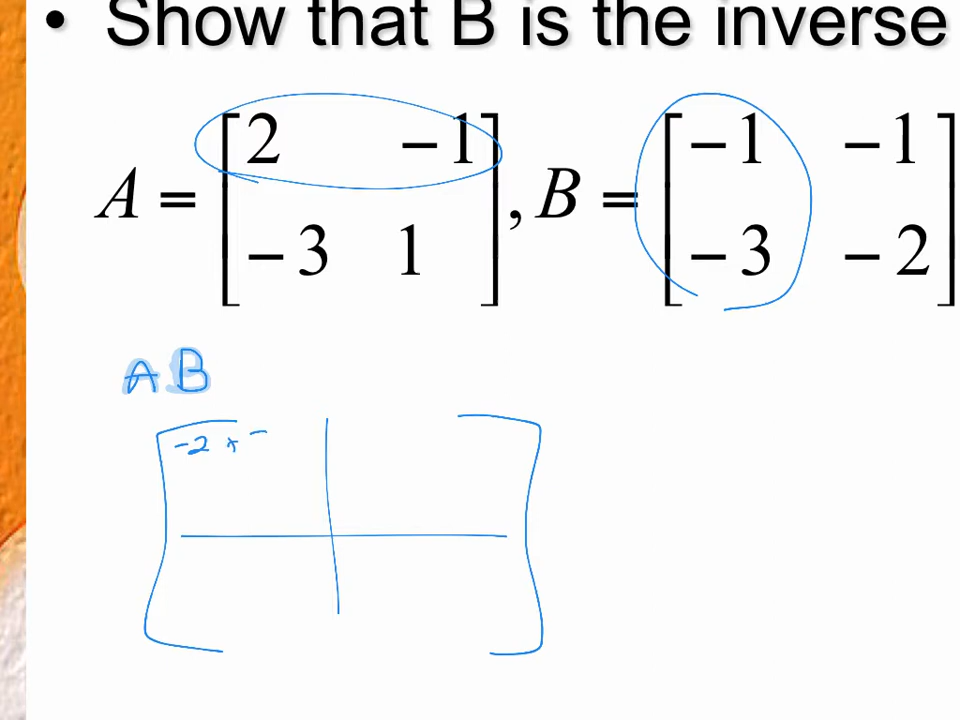 • Show that B is the inverse
A = [2 −1
−3 1], B = [−1 −1
−3 −2]
AB
-2 + -